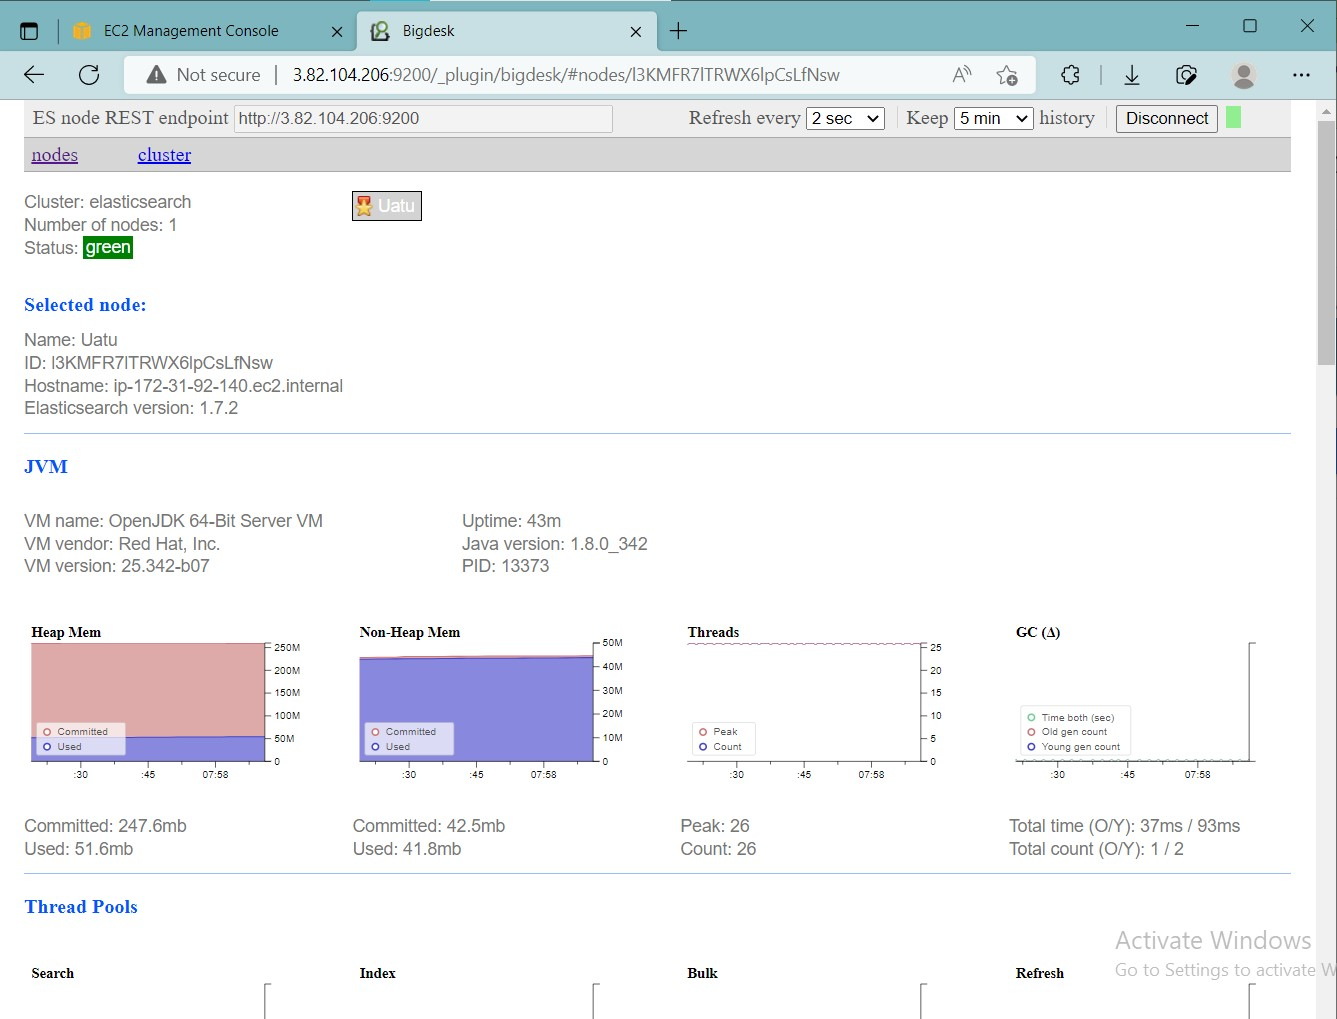 EC2 Management Console
Bigdesk
Not secure
3.82.104.206:9200/_plugin/bigdesk/#nodes/l3KMFR7lTRWX6lpCsLfNsw
ES node REST endpoint http://3.82.104.206:9200 Refresh every 2 sec Keep 5 min history Disconnect
nodes cluster
Cluster: elasticsearch
Uatu
Number of nodes: 1
Status: green
Selected node:
Name: Uatu
ID: l3KMFR7lTRWX6lpCsLfNsw
Hostname: ip-172-31-92-140.ec2.internal
Elasticsearch version: 1.7.2
JVM
VM name: OpenJDK 64-Bit Server VM
VM vendor: Red Hat, Inc.
VM version: 25.342-b07
Uptime: 43m
Java version: 1.8.0_342
PID: 13373
Heap Mem
250M
200M
150M
100M
50M
0
Committed
Used
:30 :45 07:58
Committed: 247.6mb
Used: 51.6mb
Non-Heap Mem
50M
40M
30M
20M
10M
0
Committed
Used
:30 :45 07:58
Committed: 42.5mb
Used: 41.8mb
Threads
25
20
15
10
5
0
Peak
Count
:30 :45 07:58
Peak: 26
Count: 26
GC (Δ)
Time both (sec)
Old gen count
Young gen count
:30 :45 07:58
Total time (O/Y): 37ms / 93ms
Total count (O/Y): 1 / 2
Thread Pools
Search
Index
Bulk
Refresh
Activate Windows
Go to Settings to activate W